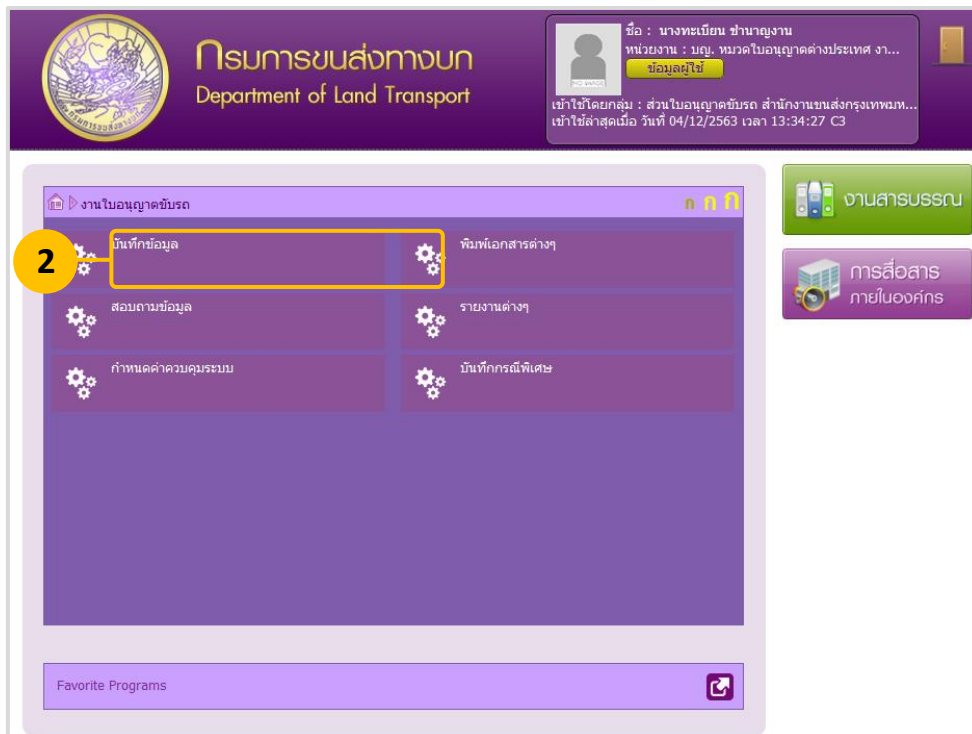 กรมการขนส่งทางบก
Department of Land Transport
ชื่อ : นางทะเบียน ชำนาญงาน
หน่วยงาน : บญ. หมวดใบอนุญาตต่างประเทศ งา...
NO IMAGE
ข้อมูลผู้ใช้
เข้าใช้โดยกลุ่ม : ส่วนใบอนุญาตขับรถ สำนักงานขนส่งกรุงเทพมห...
เข้าใช้ล่าสุดเมื่อ วันที่ 04/12/2563 เวลา 13:34:27 C3
งานใบอนุญาตขับรถ
ก ก ก
2
บันทึกข้อมูล
พิมพ์เอกสารต่างๆ
สอบถามข้อมูล
รายงานต่างๆ
กำหนดค่าควบคุมระบบ
บันทึกกรณีพิเศษ
งานสารบรรณ
การสื่อสาร
ภายในองค์กร
Favorite Programs